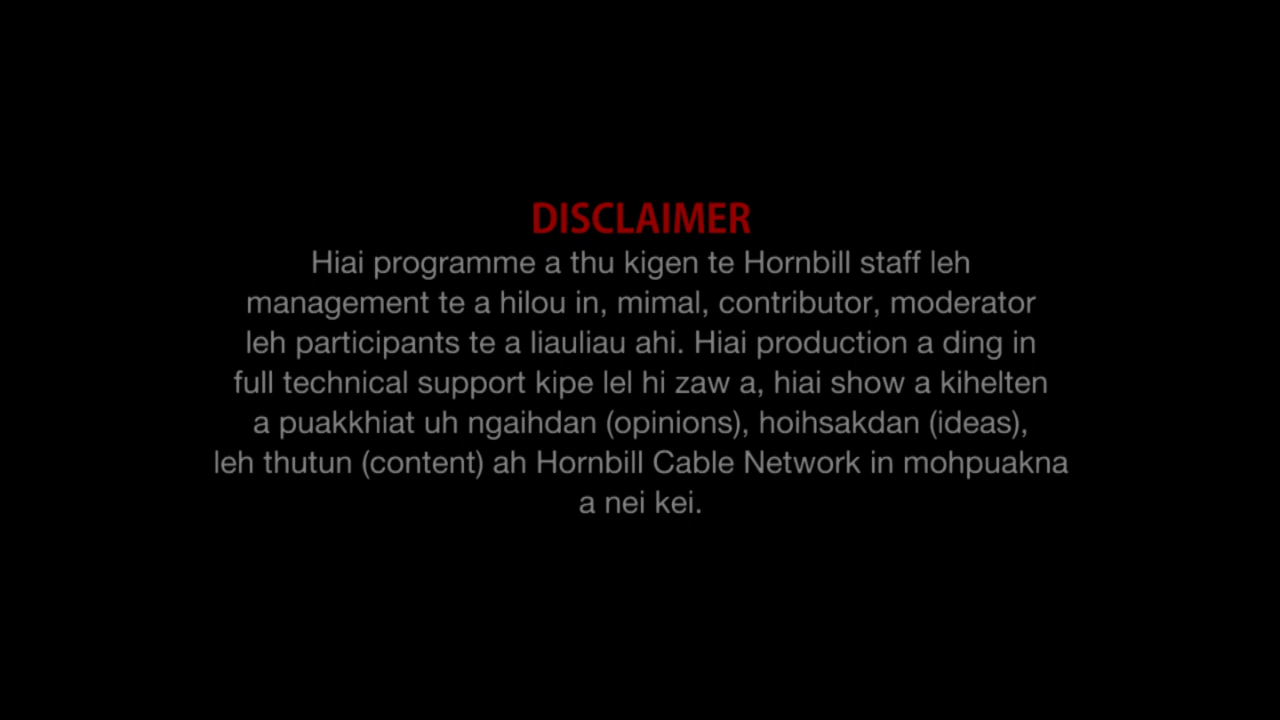 DISCLAIMER
Hiai programme a thu kigen te Hornbill staff leh
management te a hilou in, mimal, contributor, moderator
leh participants te a liauliau ahi. Hiai production a ding in
full technical support kipe lel hi zaw a, hiai show a kihelten
a puakkhiat uh ngaihdan (opinions), hoihsakdan (ideas),
leh thutun (content) ah Hornbill Cable Network in mohpuakna
a nei kei.